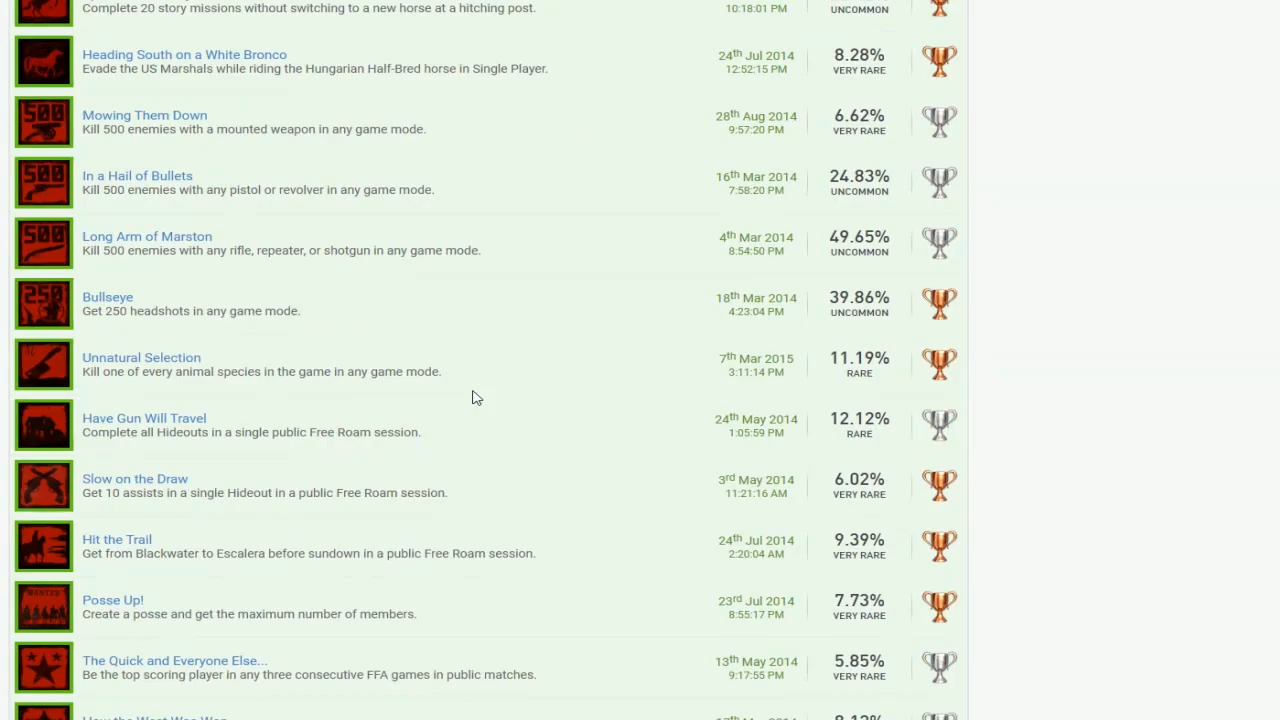 Complete 20 story missions without switching to a new horse at a hitching post.
10:18:01 PM
UNCOMMON
Heading South on a White Bronco
Evade the US Marshals while riding the Hungarian Half-Bred horse in Single Player.
24th Jul 2014
12:52:15 PM
8.28%
VERY RARE
500
Mowing Them Down
Kill 500 enemies with a mounted weapon in any game mode.
28th Aug 2014
9:57:20 PM
6.62%
VERY RARE
500
In a Hail of Bullets
Kill 500 enemies with any pistol or revolver in any game mode.
16th Mar 2014
7:58:20 PM
24.83%
UNCOMMON
500
Long Arm of Marston
Kill 500 enemies with any rifle, repeater, or shotgun in any game mode.
4th Mar 2014
8:54:50 PM
49.65%
UNCOMMON
250
Bullseye
Get 250 headshots in any game mode.
18th Mar 2014
4:23:04 PM
39.86%
UNCOMMON
Unnatural Selection
Kill one of every animal species in the game in any game mode.
7th Mar 2015
3:11:14 PM
11.19%
RARE
Have Gun Will Travel
Complete all Hideouts in a single public Free Roam session.
24th May 2014
1:05:59 PM
12.12%
RARE
Slow on the Draw
Get 10 assists in a single Hideout in a public Free Roam session.
3rd May 2014
11:21:16 AM
6.02%
VERY RARE
Hit the Trail
Get from Blackwater to Escalera before sundown in a public Free Roam session.
24th Jul 2014
2:20:04 AM
9.39%
VERY RARE
WANTED
Posse Up!
Create a posse and get the maximum number of members.
23rd Jul 2014
8:55:17 PM
7.73%
VERY RARE
The Quick and Everyone Else...
Be the top scoring player in any three consecutive FFA games in public matches.
13th May 2014
9:17:55 PM
5.85%
VERY RARE
How the West Was Won